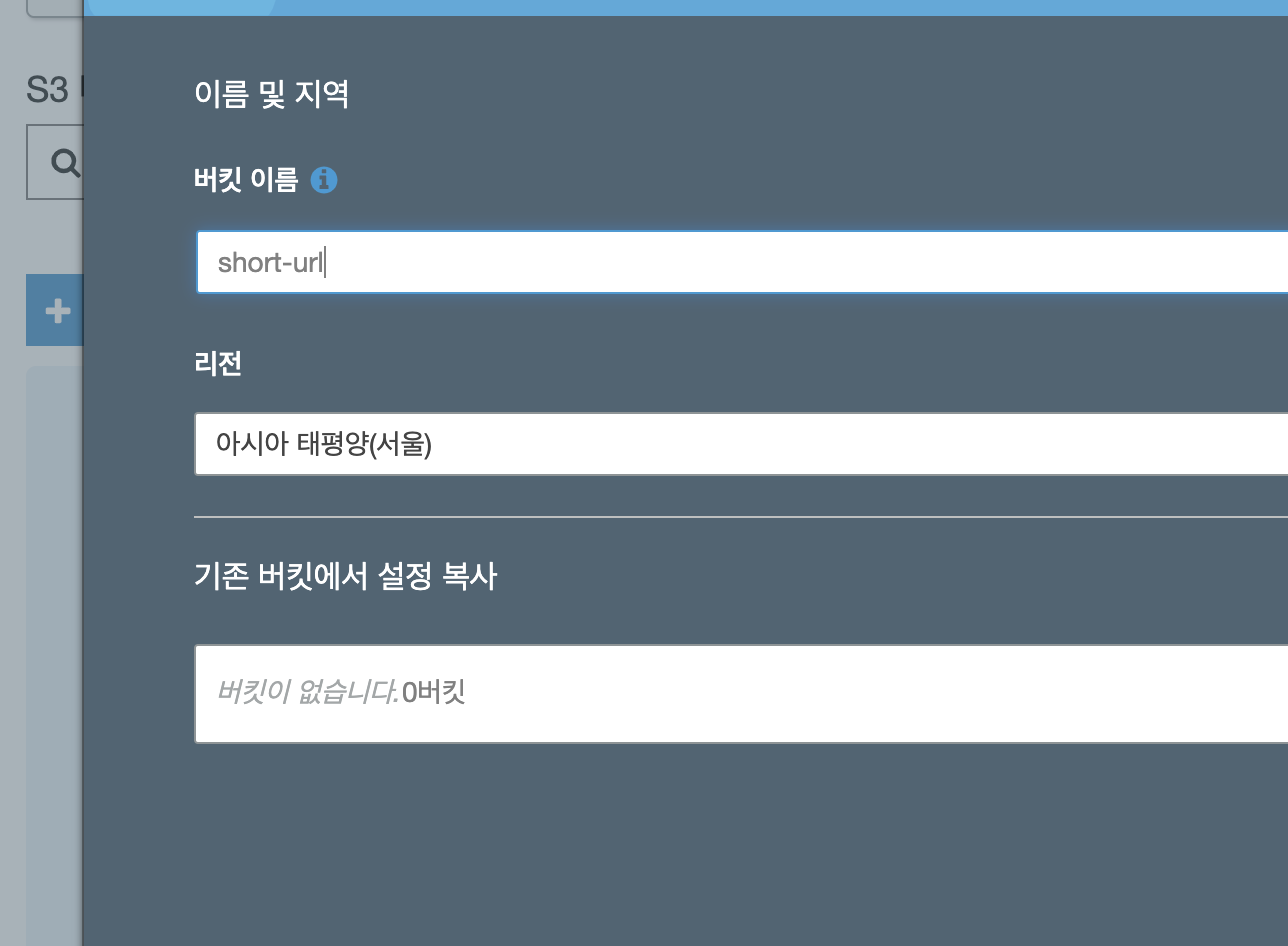 S3
이름 및 지역
버킷 이름
short-url
리전
아시아 태평양(서울)
기존 버킷에서 설정 복사
버킷이 없습니다.0버킷